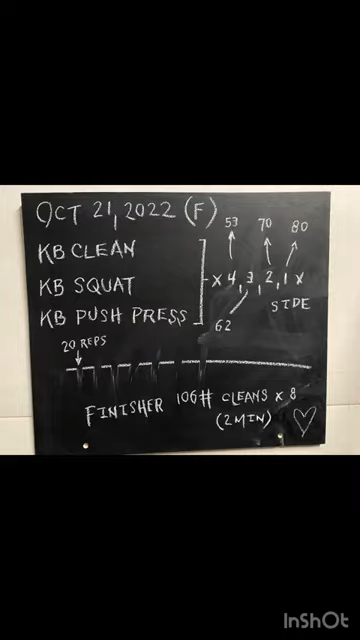 OCT 21, 2022 (F)
53 70 80
KB CLEAN
KB SQUAT
x 4, 3, 2, 1 x
SIDE
KB PUSH PRESS
62
20 REPS
FINISHER 106# CLEANS x 8
(2 MIN)
InShOt